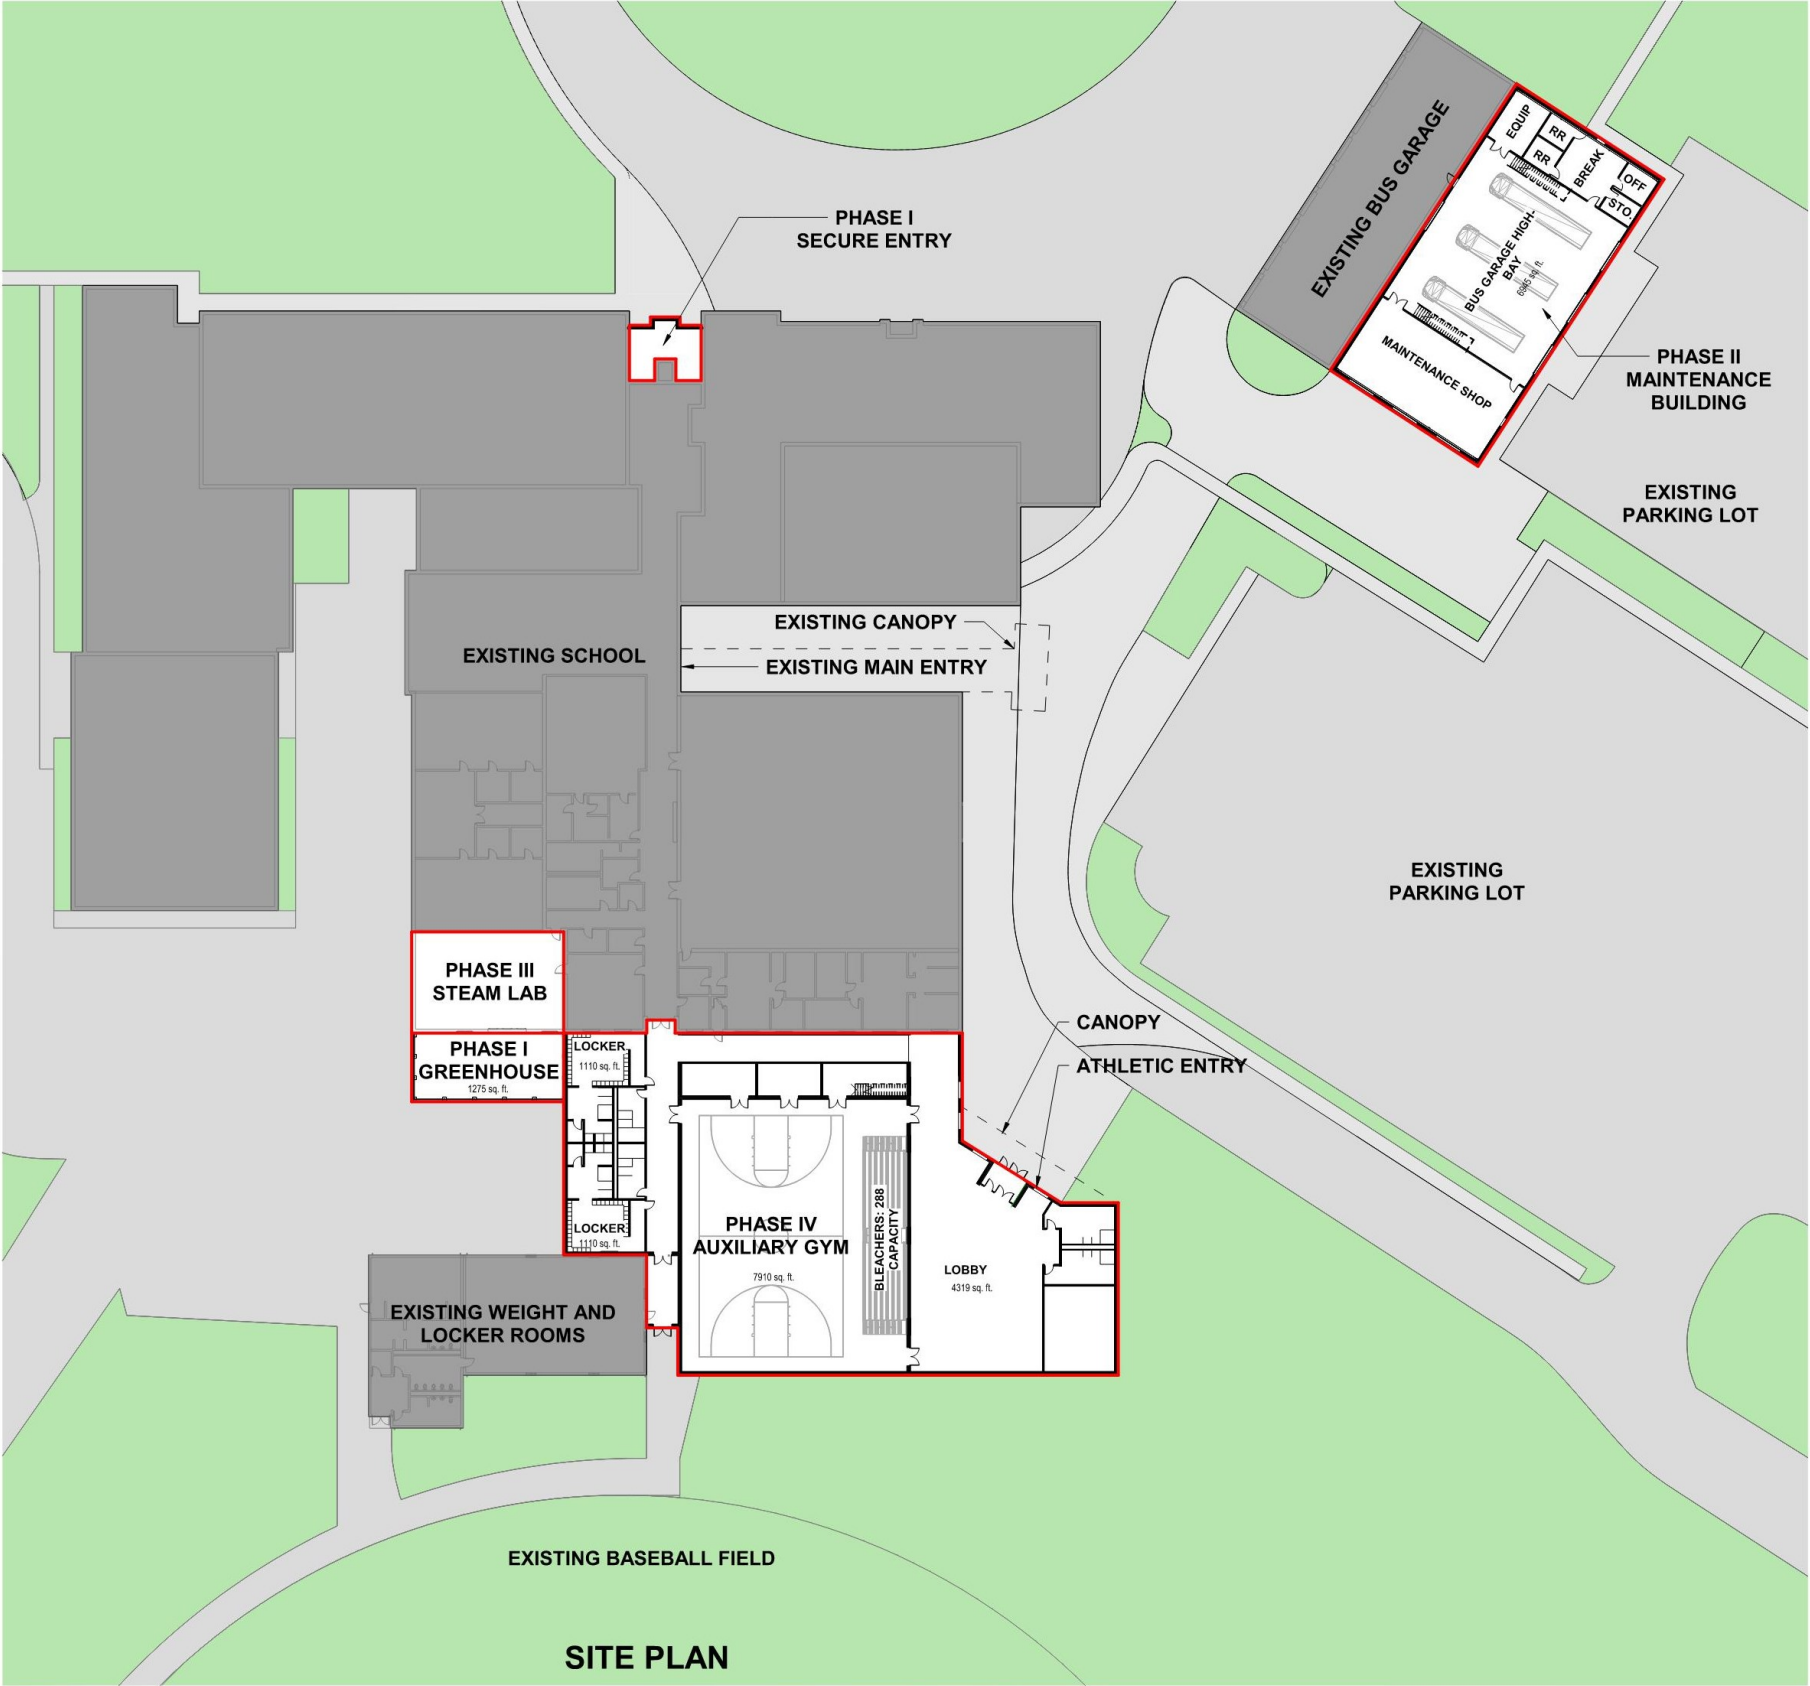 EXISTING BUS GARAGE
EQUIP
RR
RR
BREAK
OFF
STO.
BUS GARAGE HIGH-
BAY
MAINTENANCE SHOP
PHASE I
SECURE ENTRY
PHASE II
MAINTENANCE
BUILDING
EXISTING
PARKING LOT
EXISTING CANOPY
EXISTING MAIN ENTRY
EXISTING SCHOOL
EXISTING
PARKING LOT
PHASE III
STEAM LAB
PHASE I
GREENHOUSE
1275 sq. ft.
LOCKER
1110 sq. ft.
CANOPY
ATHLETIC ENTRY
LOCKER
1110 sq. ft.
PHASE IV
AUXILIARY GYM
7910 sq. ft.
BLEACHERS: 288
CAPACITY
LOBBY
4319 sq. ft.
EXISTING WEIGHT AND
LOCKER ROOMS
EXISTING BASEBALL FIELD
SITE PLAN